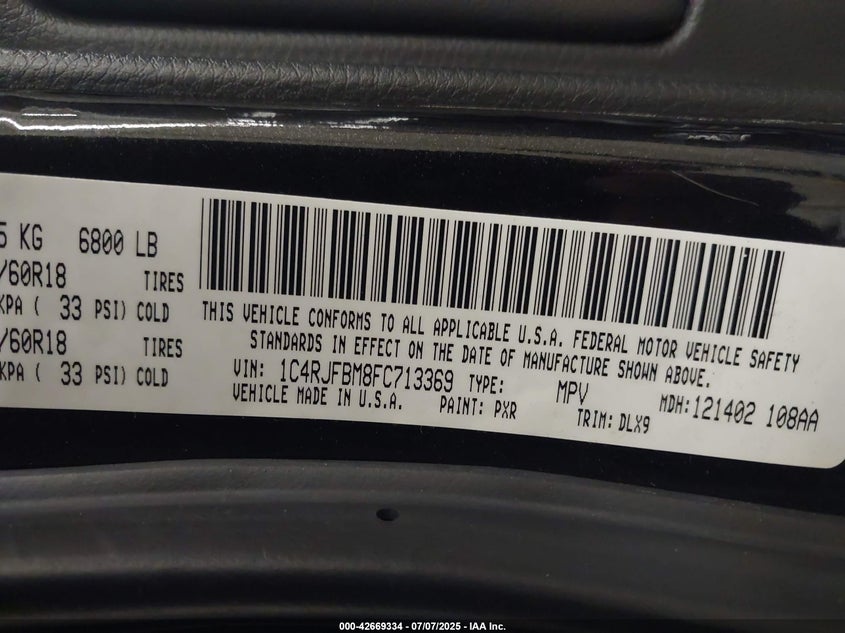 5 KG 6800 LB
/60R18 TIRES
KPA ( 33 PSI) COLD
/60R18 TIRES
KPA ( 33 PSI) COLD
THIS VEHICLE CONFORMS TO ALL APPLICABLE U.S.A. FEDERAL MOTOR VEHICLE SAFETY
STANDARDS IN EFFECT ON THE DATE OF MANUFACTURE SHOWN ABOVE.
VIN: 1C4RJFBM8FC713369 TYPE: MPV MDH:121402 108AA
VEHICLE MADE IN U.S.A. PAINT: PXR TRIM: DLX9
000-42669334 / 07/07/2025 - IAA Inc.